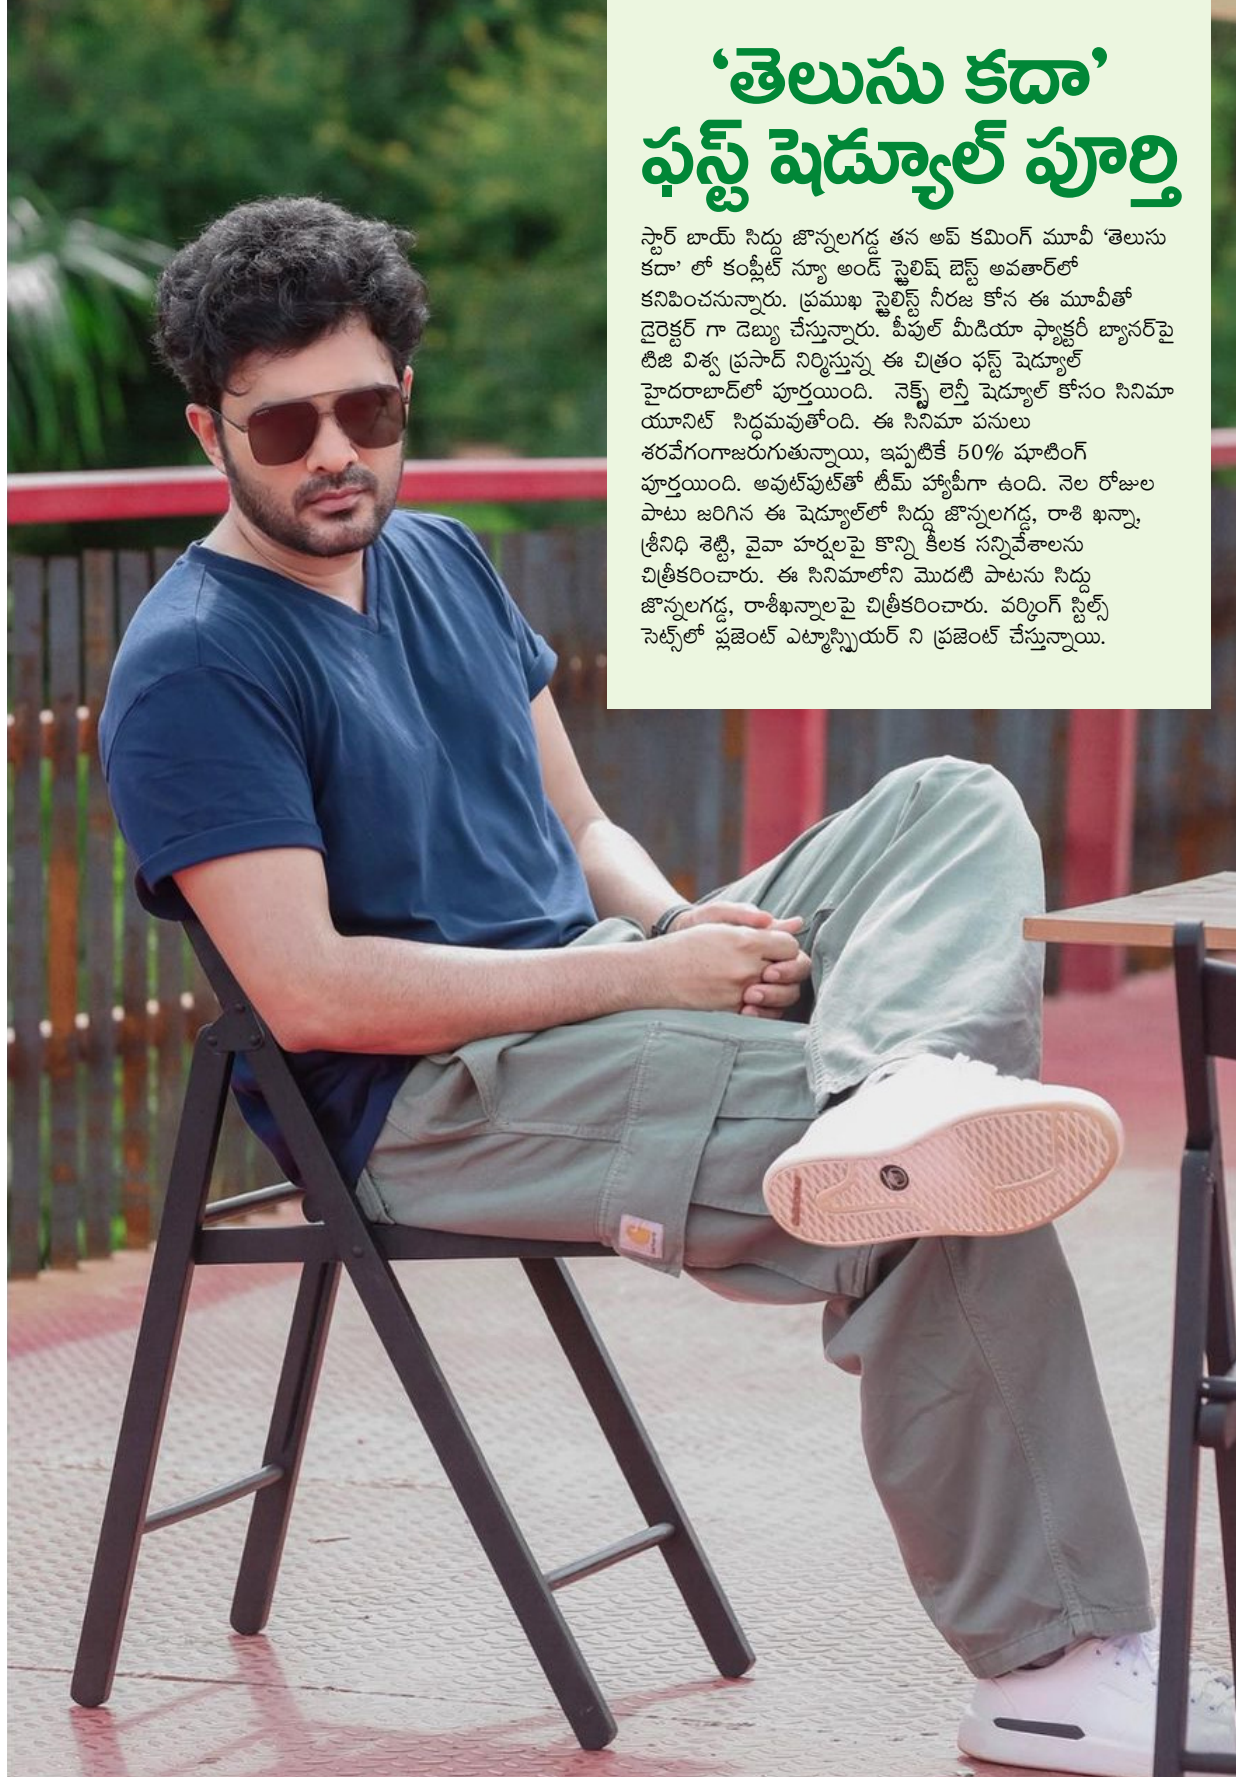 ‘తెలుసు కదా’
ఫస్ట్ షెడ్యూల్ పూర్తి
స్టార్ బాయ్ సిద్దు జొన్నలగడ్డ తన అప్ కమింగ్ మూవీ ‘తెలుసు
కదా’ లో కంప్లీట్ న్యూ అండ్ స్టైలిష్ బెస్ట్ అవతార్‌లో
కనిపించనున్నారు. ప్రముఖ స్టైలిస్ట్ నీరజ కోన ఈ మూవీతో
డైరెక్టర్ గా డెబ్యు చేస్తున్నారు. పీపుల్ మీడియా ఫ్యాక్టరీ బ్యానర్‌పై
టిజి విశ్వ ప్రసాద్ నిర్మిస్తున్న ఈ చిత్రం ఫస్ట్ షెడ్యూల్
హైదరాబాద్‌లో పూర్తయింది. నెక్స్ట్ లెన్తీ షెడ్యూల్ కోసం సినిమా
యూనిట్ సిద్ధమవుతోంది. ఈ సినిమా పనులు
శరవేగంగాజరుగుతున్నాయి, ఇప్పటికే 50% షూటింగ్
పూర్తయింది. అవుట్‌పుట్‌తో టీమ్ హ్యాపీగా ఉంది. నెల రోజుల
పాటు జరిగిన ఈ షెడ్యూల్‌లో సిద్దు జొన్నలగడ్డ, రాశి ఖన్నా,
శ్రీనిధి శెట్టి, వైవా హర్షలపై కొన్ని కీలక సన్నివేశాలను
చిత్రీకరించారు. ఈ సినిమాలోని మొదటి పాటను సిద్దు
జొన్నలగడ్డ, రాశీఖన్నాలపై చిత్రీకరించారు. వర్కింగ్ స్టిల్స్
సెట్స్‌లో ప్లజెంట్ ఎట్మాస్ఫియర్ ని ప్రజెంట్ చేస్తున్నాయి.